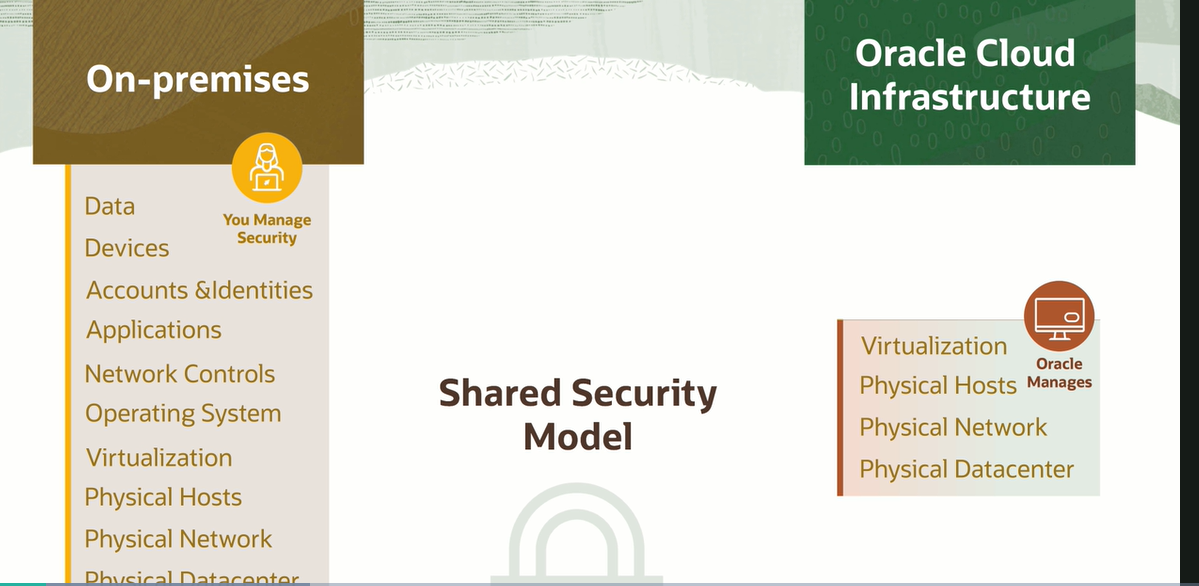 On-premises
You Manage
Security
Data
Devices
Accounts &Identities
Applications
Network Controls
Operating System
Virtualization
Physical Hosts
Physical Network
Physical Datacenter
Shared Security
Model
Oracle Cloud
Infrastructure
Oracle
Manages
Virtualization
Physical Hosts
Physical Network
Physical Datacenter